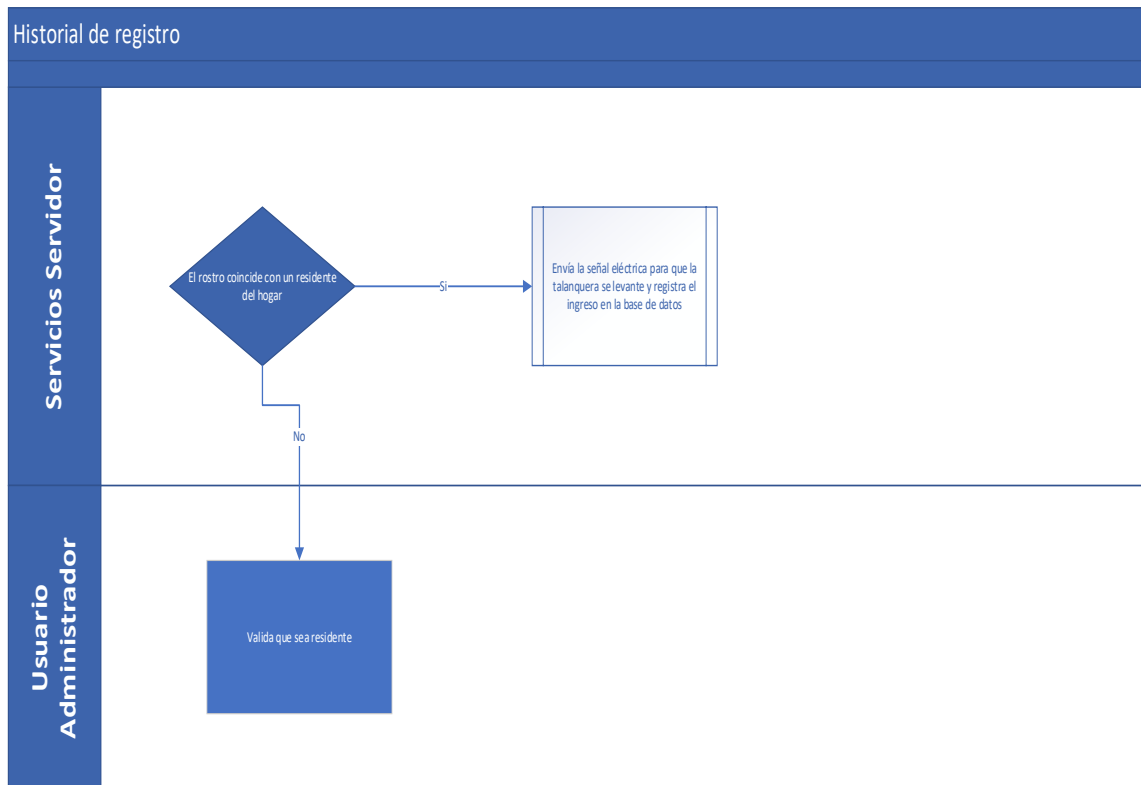 Historial de registro
Servicios Servidor
El rostro coincide con un residente
del hogar
Si
Envía la señal eléctrica para que la
talanquera se levante y registra el
ingreso en la base de datos
No
Usuario
Administrador
Valida que sea residente